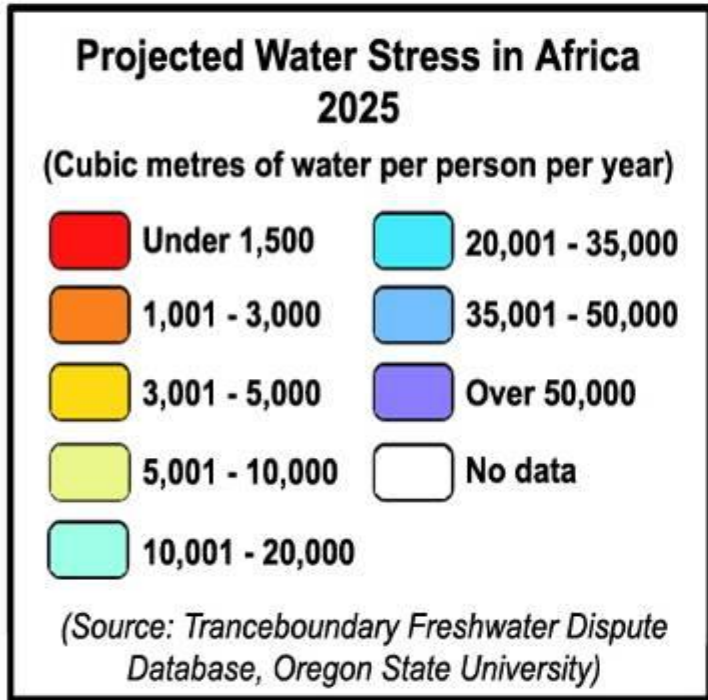 Projected Water Stress in Africa
2025
(Cubic metres of water per person per year)
Under 1,500
1,001 - 3,000
3,001 - 5,000
5,001 - 10,000
10,001 - 20,000
20,001 - 35,000
35,001 - 50,000
Over 50,000
No data
(Source: Tranceboundary Freshwater Dispute
Database, Oregon State University)